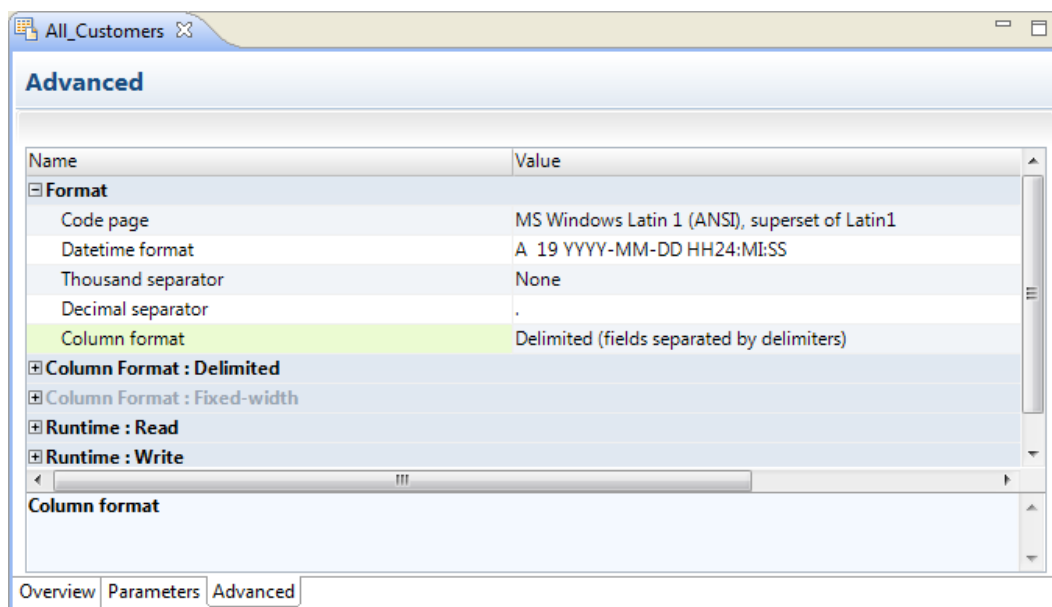 All_Customers
Advanced
Name Value
Format
Code page MS Windows Latin 1 (ANSI), superset of Latin1
Datetime format A  19 YYYY-MM-DD HH24:MI:SS
Thousand separator None
Decimal separator .
Column format Delimited (fields separated by delimiters)
Column Format : Delimited
Column Format : Fixed-width
Runtime : Read
Runtime : Write
Column format
Overview Parameters Advanced